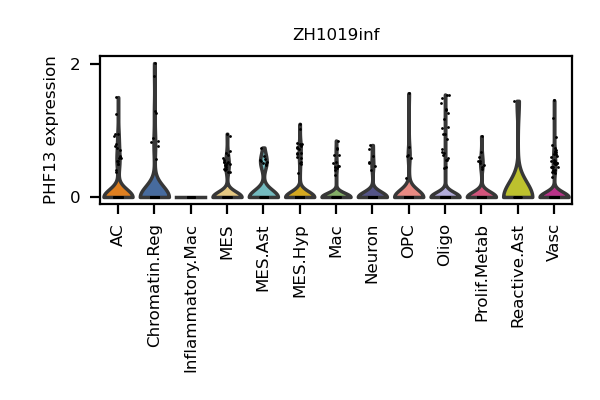 ZH1019inf
PHF13 expression
2
0
AC
Chromatin.Reg
Inflammatory.Mac
MES
MES.Ast
MES.Hyp
Mac
Neuron
OPC
Oligo
Prolif.Metab
Reactive.Ast
Vasc